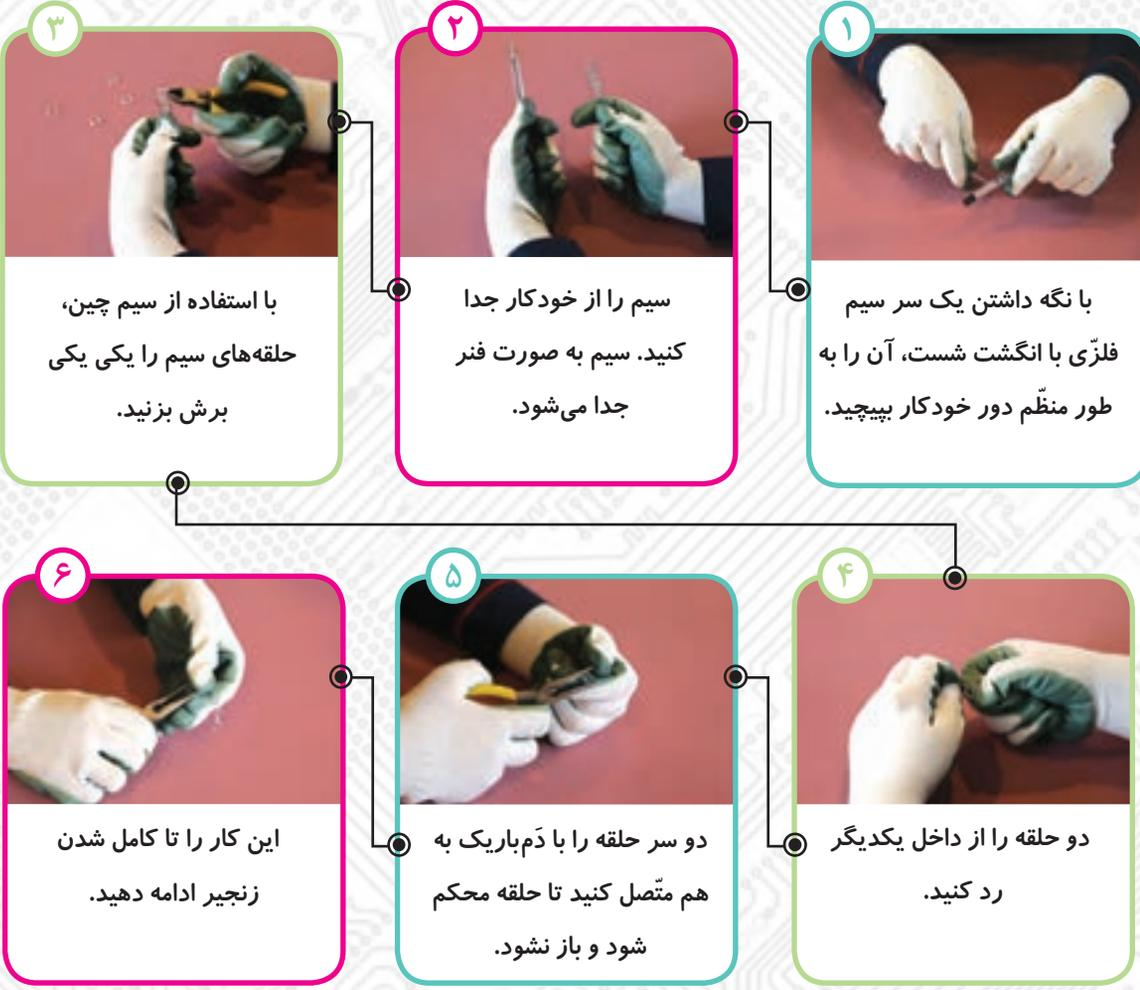 ۱
با نگه داشتن یک سر سیم
فلزّی با انگشت شست، آن را به
طور منظّم دور خودکار بپیچید.
۲
سیم را از خودکار جدا
کنید. سیم به صورت فنر
جدا می‌شود.
۳
با استفاده از سیم چین،
حلقه‌های سیم را یکی یکی
برش بزنید.
۴
دو حلقه را از داخل یکدیگر
رد کنید.
۵
دو سر حلقه را با دَم‌باریک به
هم متّصل کنید تا حلقه محکم
شود و باز نشود.
۶
این کار را تا کامل شدن
زنجیر ادامه دهید.